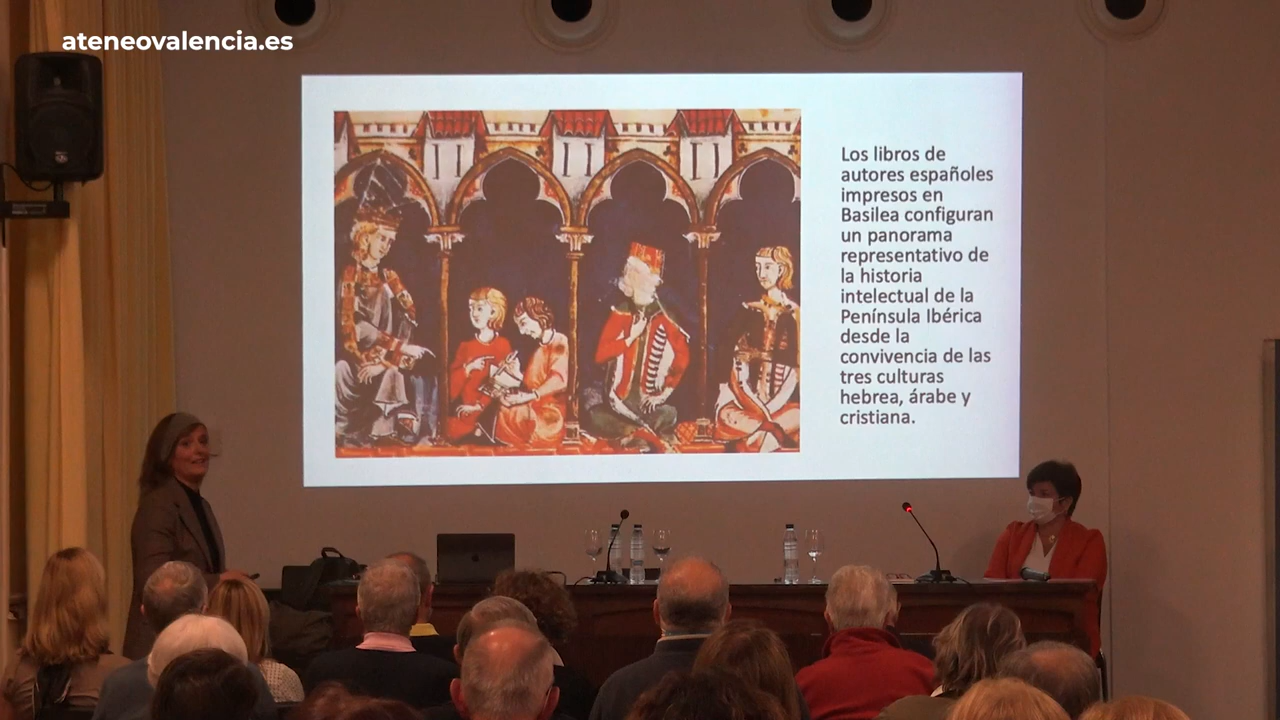 ateneovalencia.es
Los libros de
autores españoles
impresos en
Basilea configuran
un panorama
representativo de
la historia
intelectual de la
Península Ibérica
desde la
convivencia de las
tres culturas
hebrea, árabe y
cristiana.